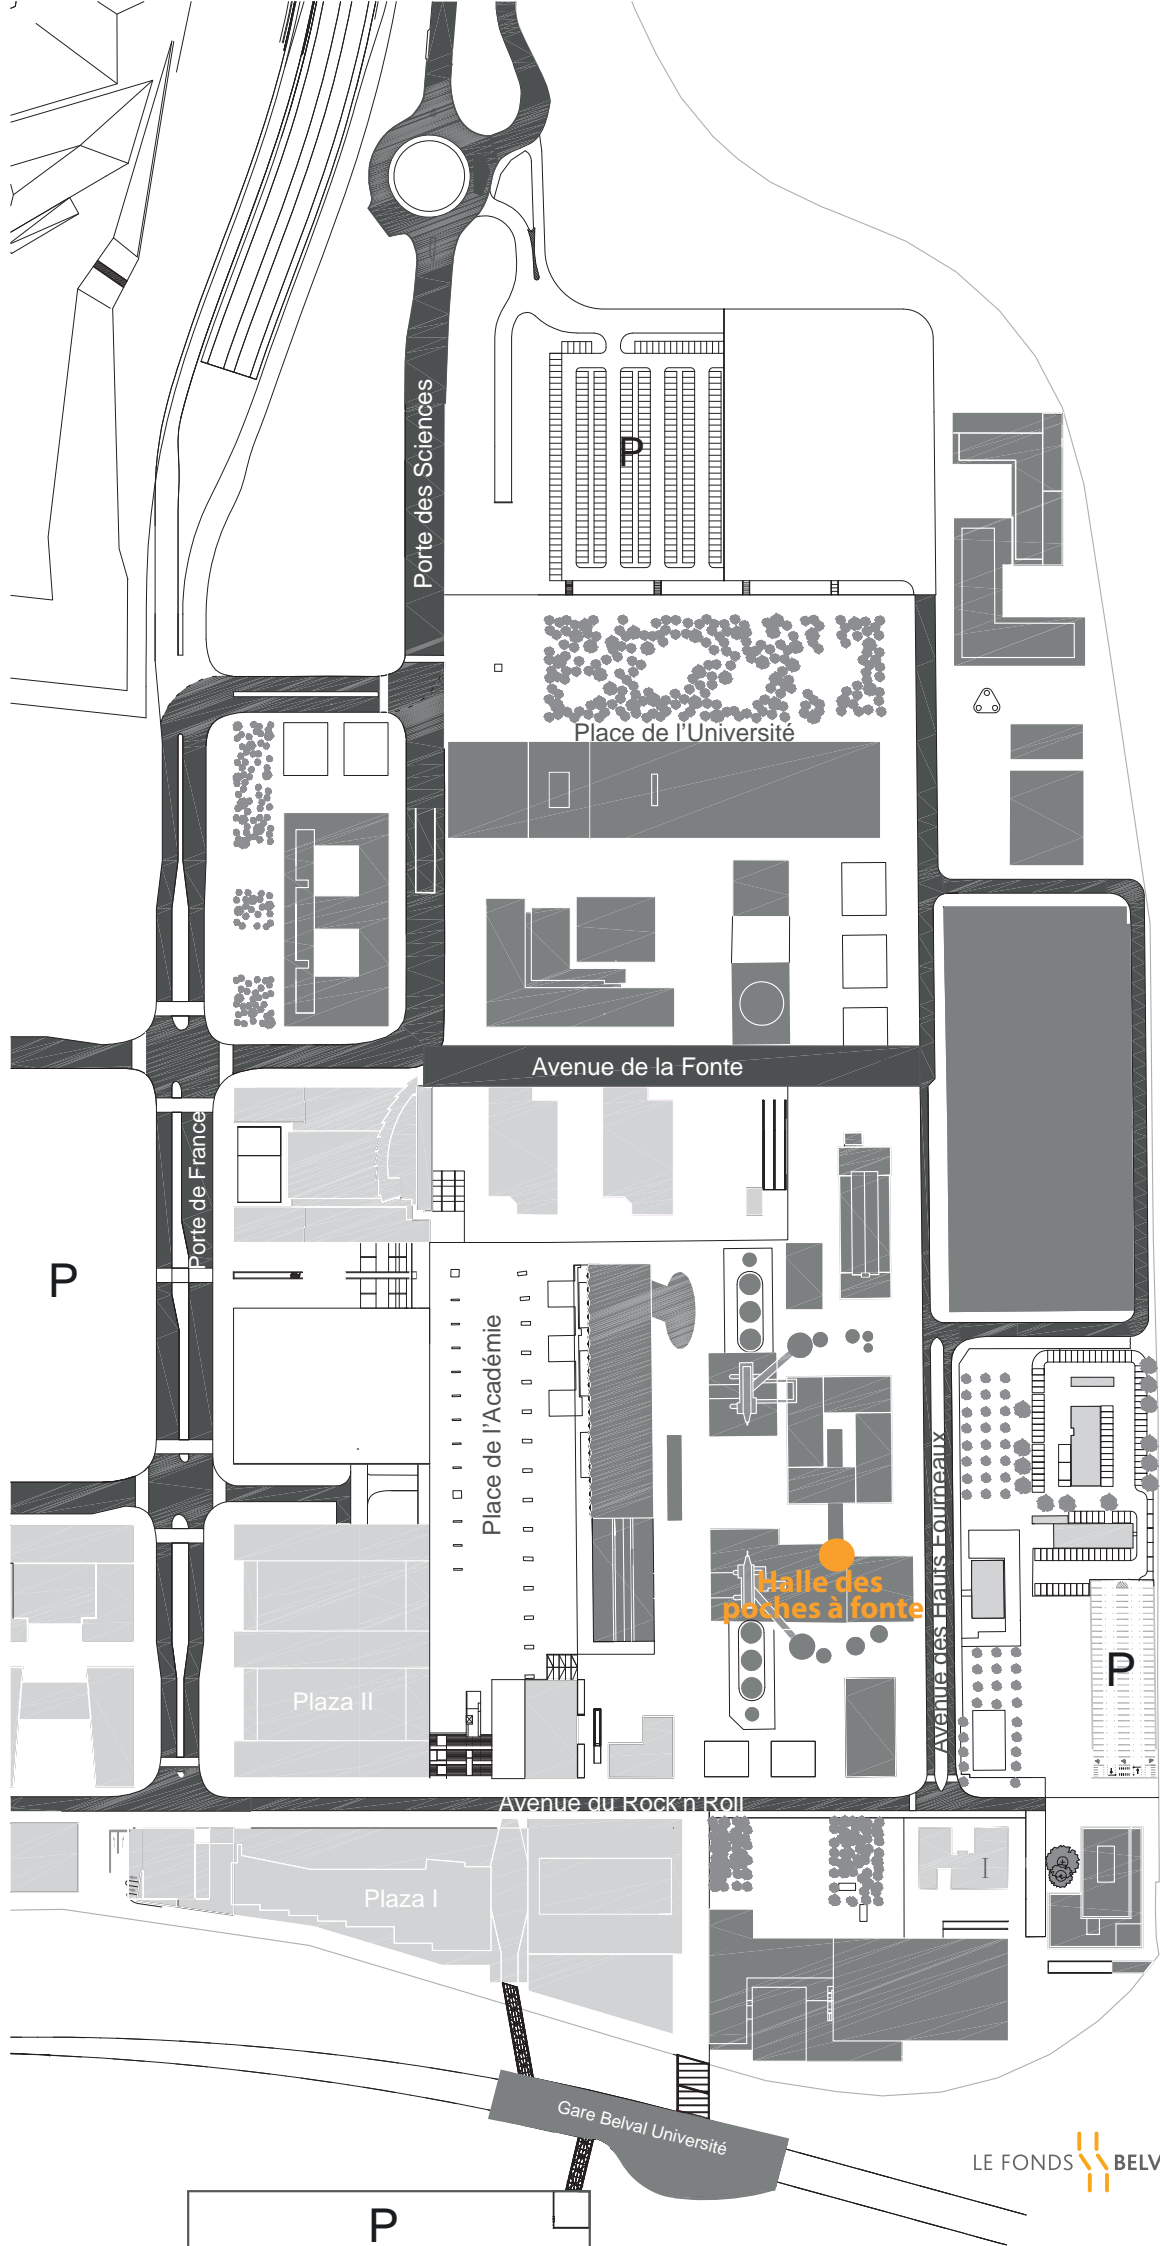 Porte des Sciences
P
Place de l'Université
Avenue de la Fonte
Porte de France
P
Place de l'Académie
Avenue des Hauts Fourneaux
Halle des
poches à fonte
P
Plaza II
Avenue du Rock'n'Roll
Plaza I
I
Gare Belval Université
LE FONDS BELV
P